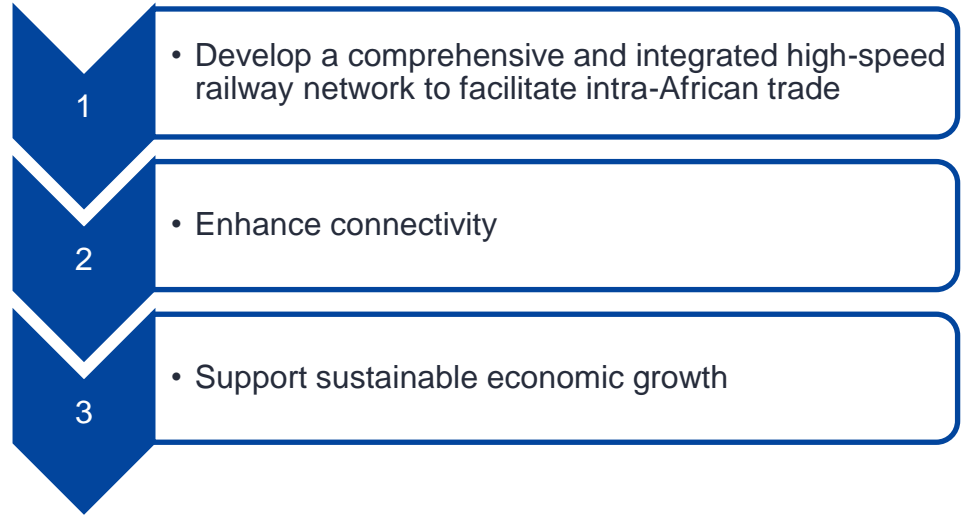 1
• Develop a comprehensive and integrated high-speed
railway network to facilitate intra-African trade
2
• Enhance connectivity
3
• Support sustainable economic growth